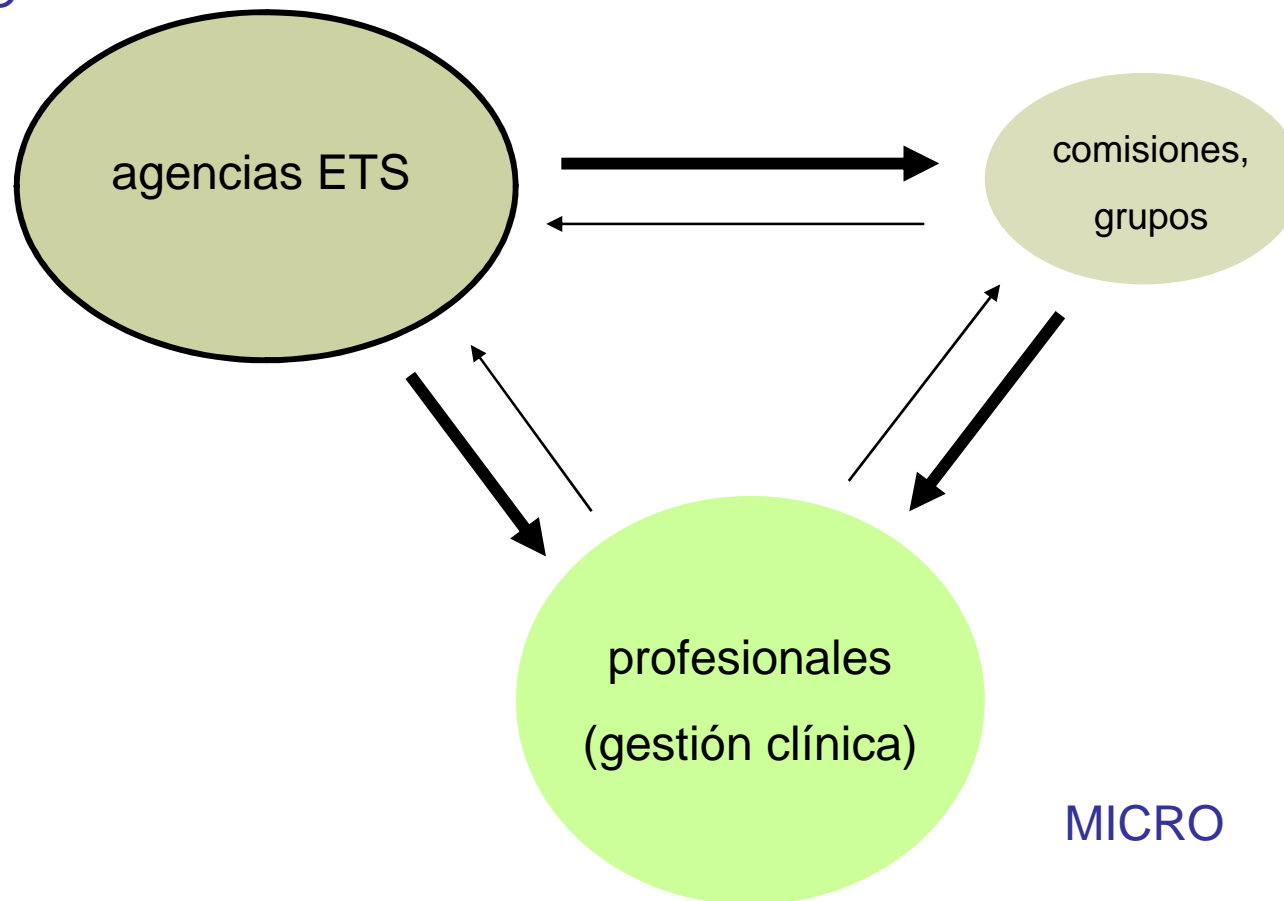 agencias ETS
comisiones,
grupos
profesionales
(gestión clínica)
MICRO